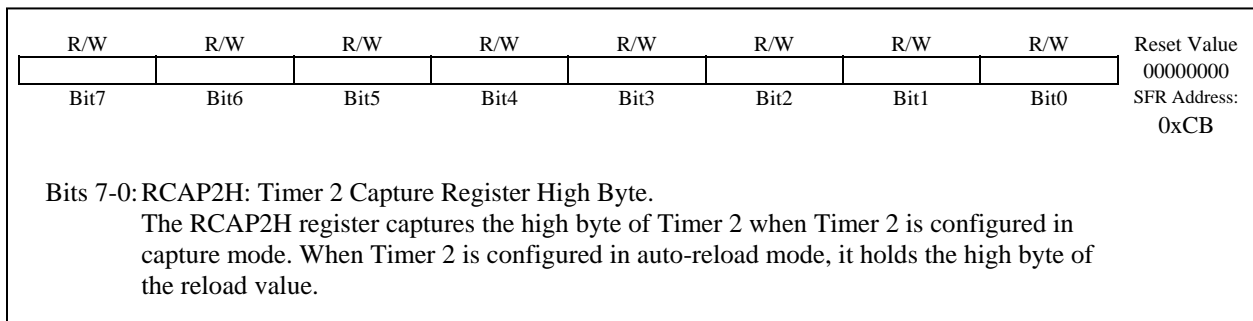 R/W R/W R/W R/W R/W R/W R/W R/W Reset Value
00000000
Bit7 Bit6 Bit5 Bit4 Bit3 Bit2 Bit1 Bit0 SFR Address:
0xCB
Bits 7-0: RCAP2H: Timer 2 Capture Register High Byte.
The RCAP2H register captures the high byte of Timer 2 when Timer 2 is configured in
capture mode. When Timer 2 is configured in auto-reload mode, it holds the high byte of
the reload value.